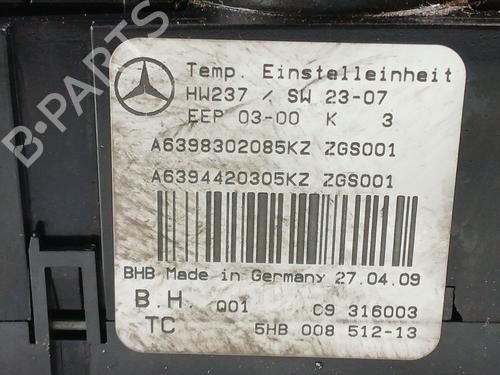 Temp. Einstelleinheit
HW237 / SW 23-07
EEP 03-00 K 3
A6398302085KZ ZGS001
A6394420305KZ ZGS001
BHB Made in Germany 27.04.09
B.H. Q01 C9 316003
TC 5HB 008 512-13
B-PARTS